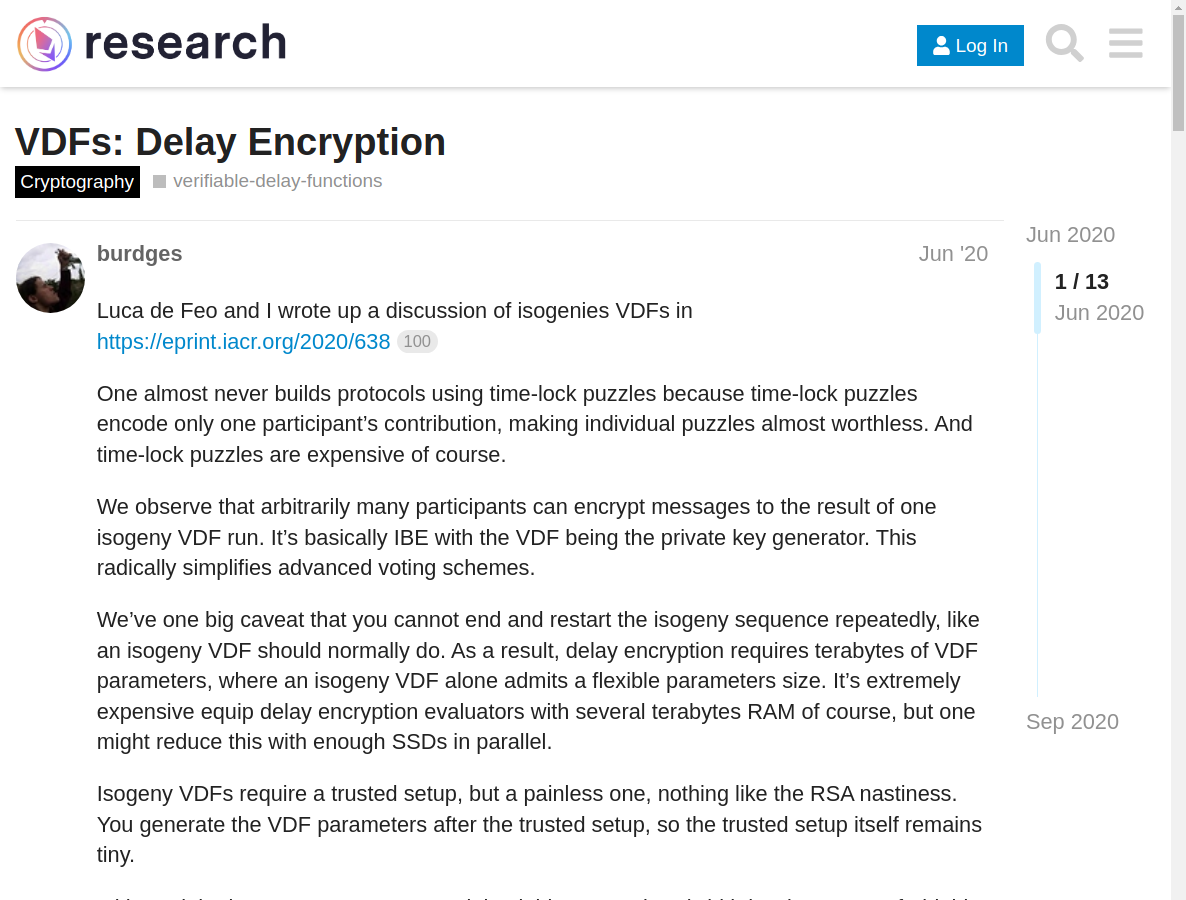 research
Log In
VDFs: Delay Encryption
Cryptography
verifiable-delay-functions
burdges
Jun '20
Luca de Feo and I wrote up a discussion of isogenies VDFs in
https://eprint.iacr.org/2020/638 100
One almost never builds protocols using time-lock puzzles because time-lock puzzles
encode only one participant’s contribution, making individual puzzles almost worthless. And
time-lock puzzles are expensive of course.
We observe that arbitrarily many participants can encrypt messages to the result of one
isogeny VDF run. It’s basically IBE with the VDF being the private key generator. This
radically simplifies advanced voting schemes.
We’ve one big caveat that you cannot end and restart the isogeny sequence repeatedly, like
an isogeny VDF should normally do. As a result, delay encryption requires terabytes of VDF
parameters, where an isogeny VDF alone admits a flexible parameters size. It’s extremely
expensive equip delay encryption evaluators with several terabytes RAM of course, but one
might reduce this with enough SSDs in parallel.
Isogeny VDFs require a trusted setup, but a painless one, nothing like the RSA nastiness.
You generate the VDF parameters after the trusted setup, so the trusted setup itself remains
tiny.
Jun 2020
1 / 13
Jun 2020
Sep 2020